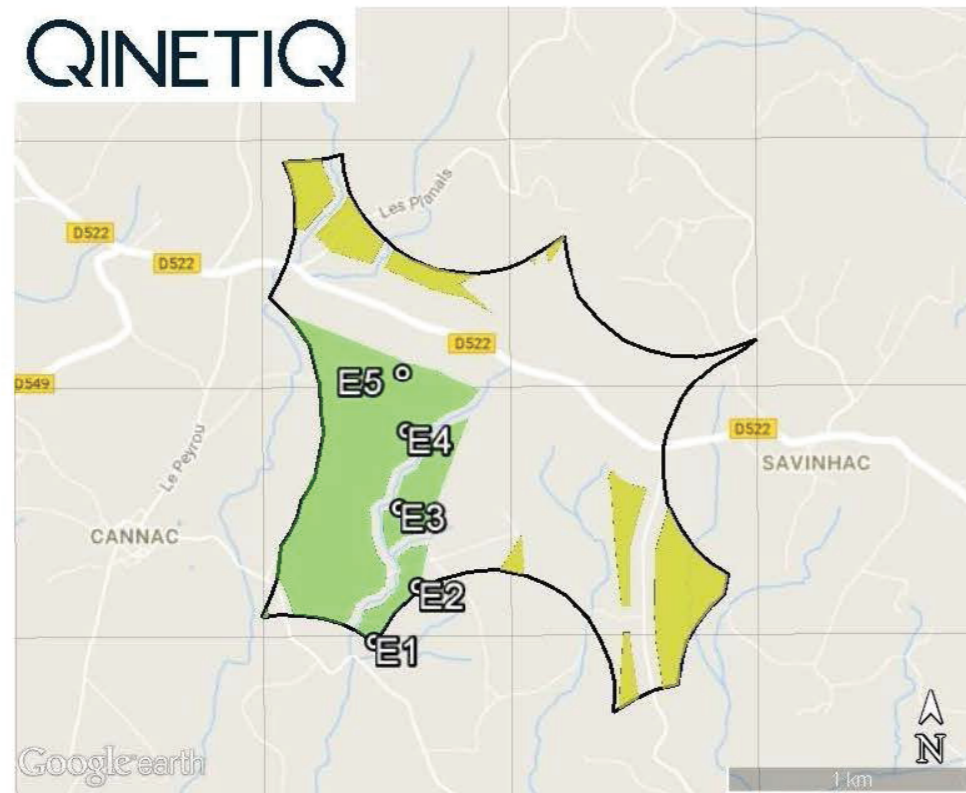 QINETIQ
Les Planais
D522
D522
D522
E5
D549
E4
D522
Le Peyrou
SAVINHAC
E3
CANNAC
E2
E1
N
Google earth
1 km